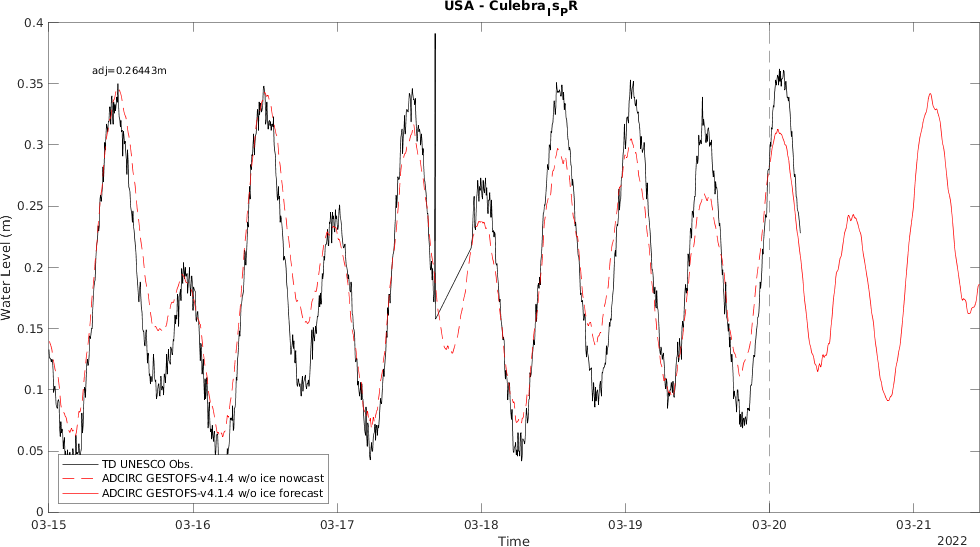 USA - CulebraIsPR
0.4
0.35
0.3
0.25
0.2
0.15
0.1
0.05
0
Water Level (m)
adj=0.26443m
TD UNESCO Obs.
ADCIRC GESTOFS-v4.1.4 w/o ice nowcast
ADCIRC GESTOFS-v4.1.4 w/o ice forecast
03-15 03-16 03-17 03-18 03-19 03-20 03-21
Time
2022